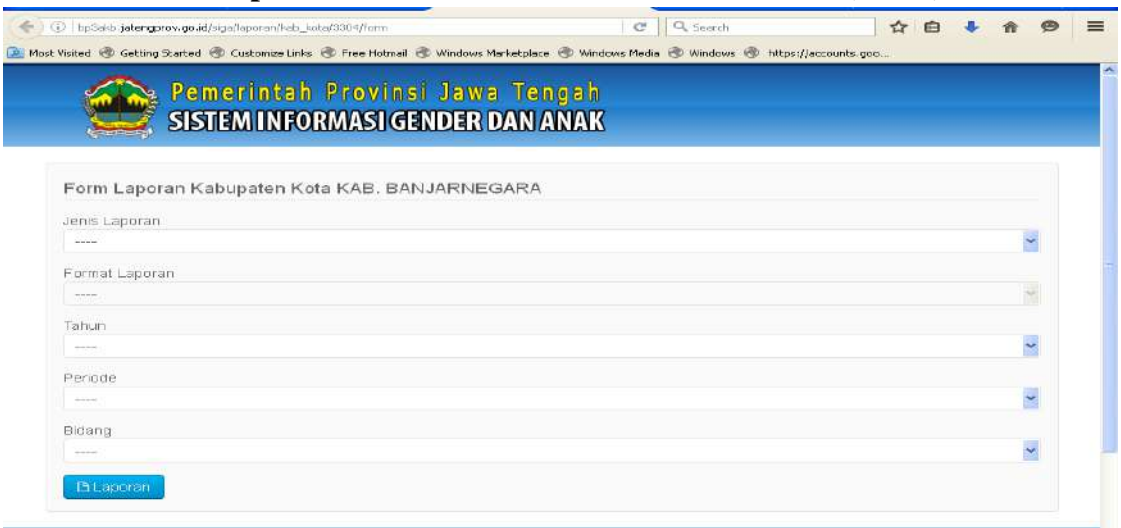 bp3akb.jatengprov.go.id/siga/laporan/kab_kota/3304/form
Search
Most Visited Getting Started Customize Links Free Hotmail Windows Marketplace Windows Media Windows https://accounts.goo...
Pemerintah Provinsi Jawa Tengah
SISTEM INFORMASI GENDER DAN ANAK
Form Laporan Kabupaten Kota KAB. BANJARNEGARA
Jenis Laporan
----
Format Laporan
----
Tahun
----
Periode
----
Bidang
----
Laporan